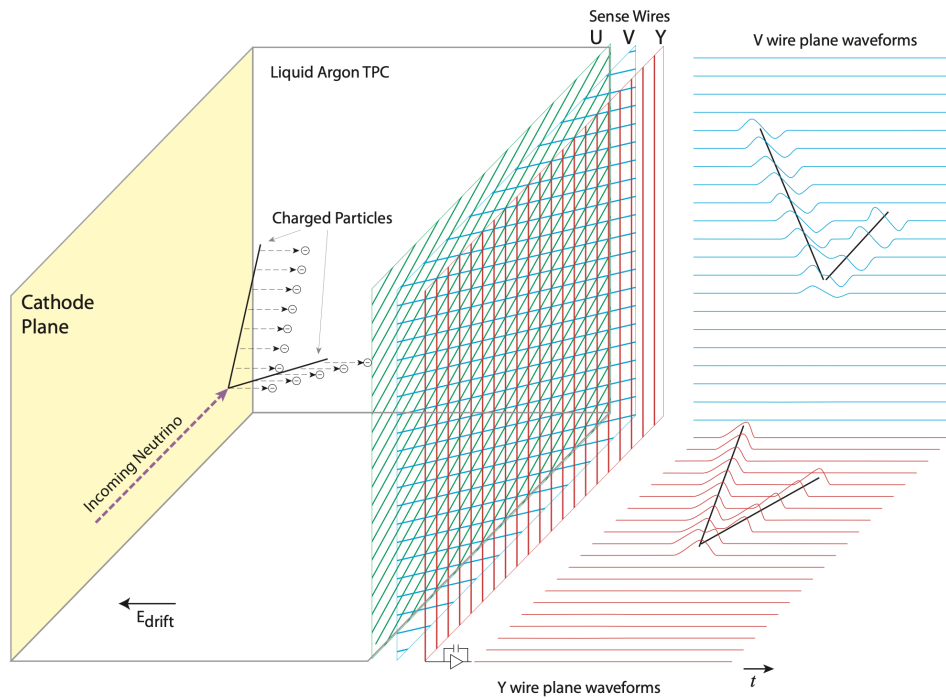 Sense Wires
U V Y
V wire plane waveforms
Liquid Argon TPC
Charged Particles
Cathode
Plane
Incoming Neutrino
Edrift
t
Y wire plane waveforms